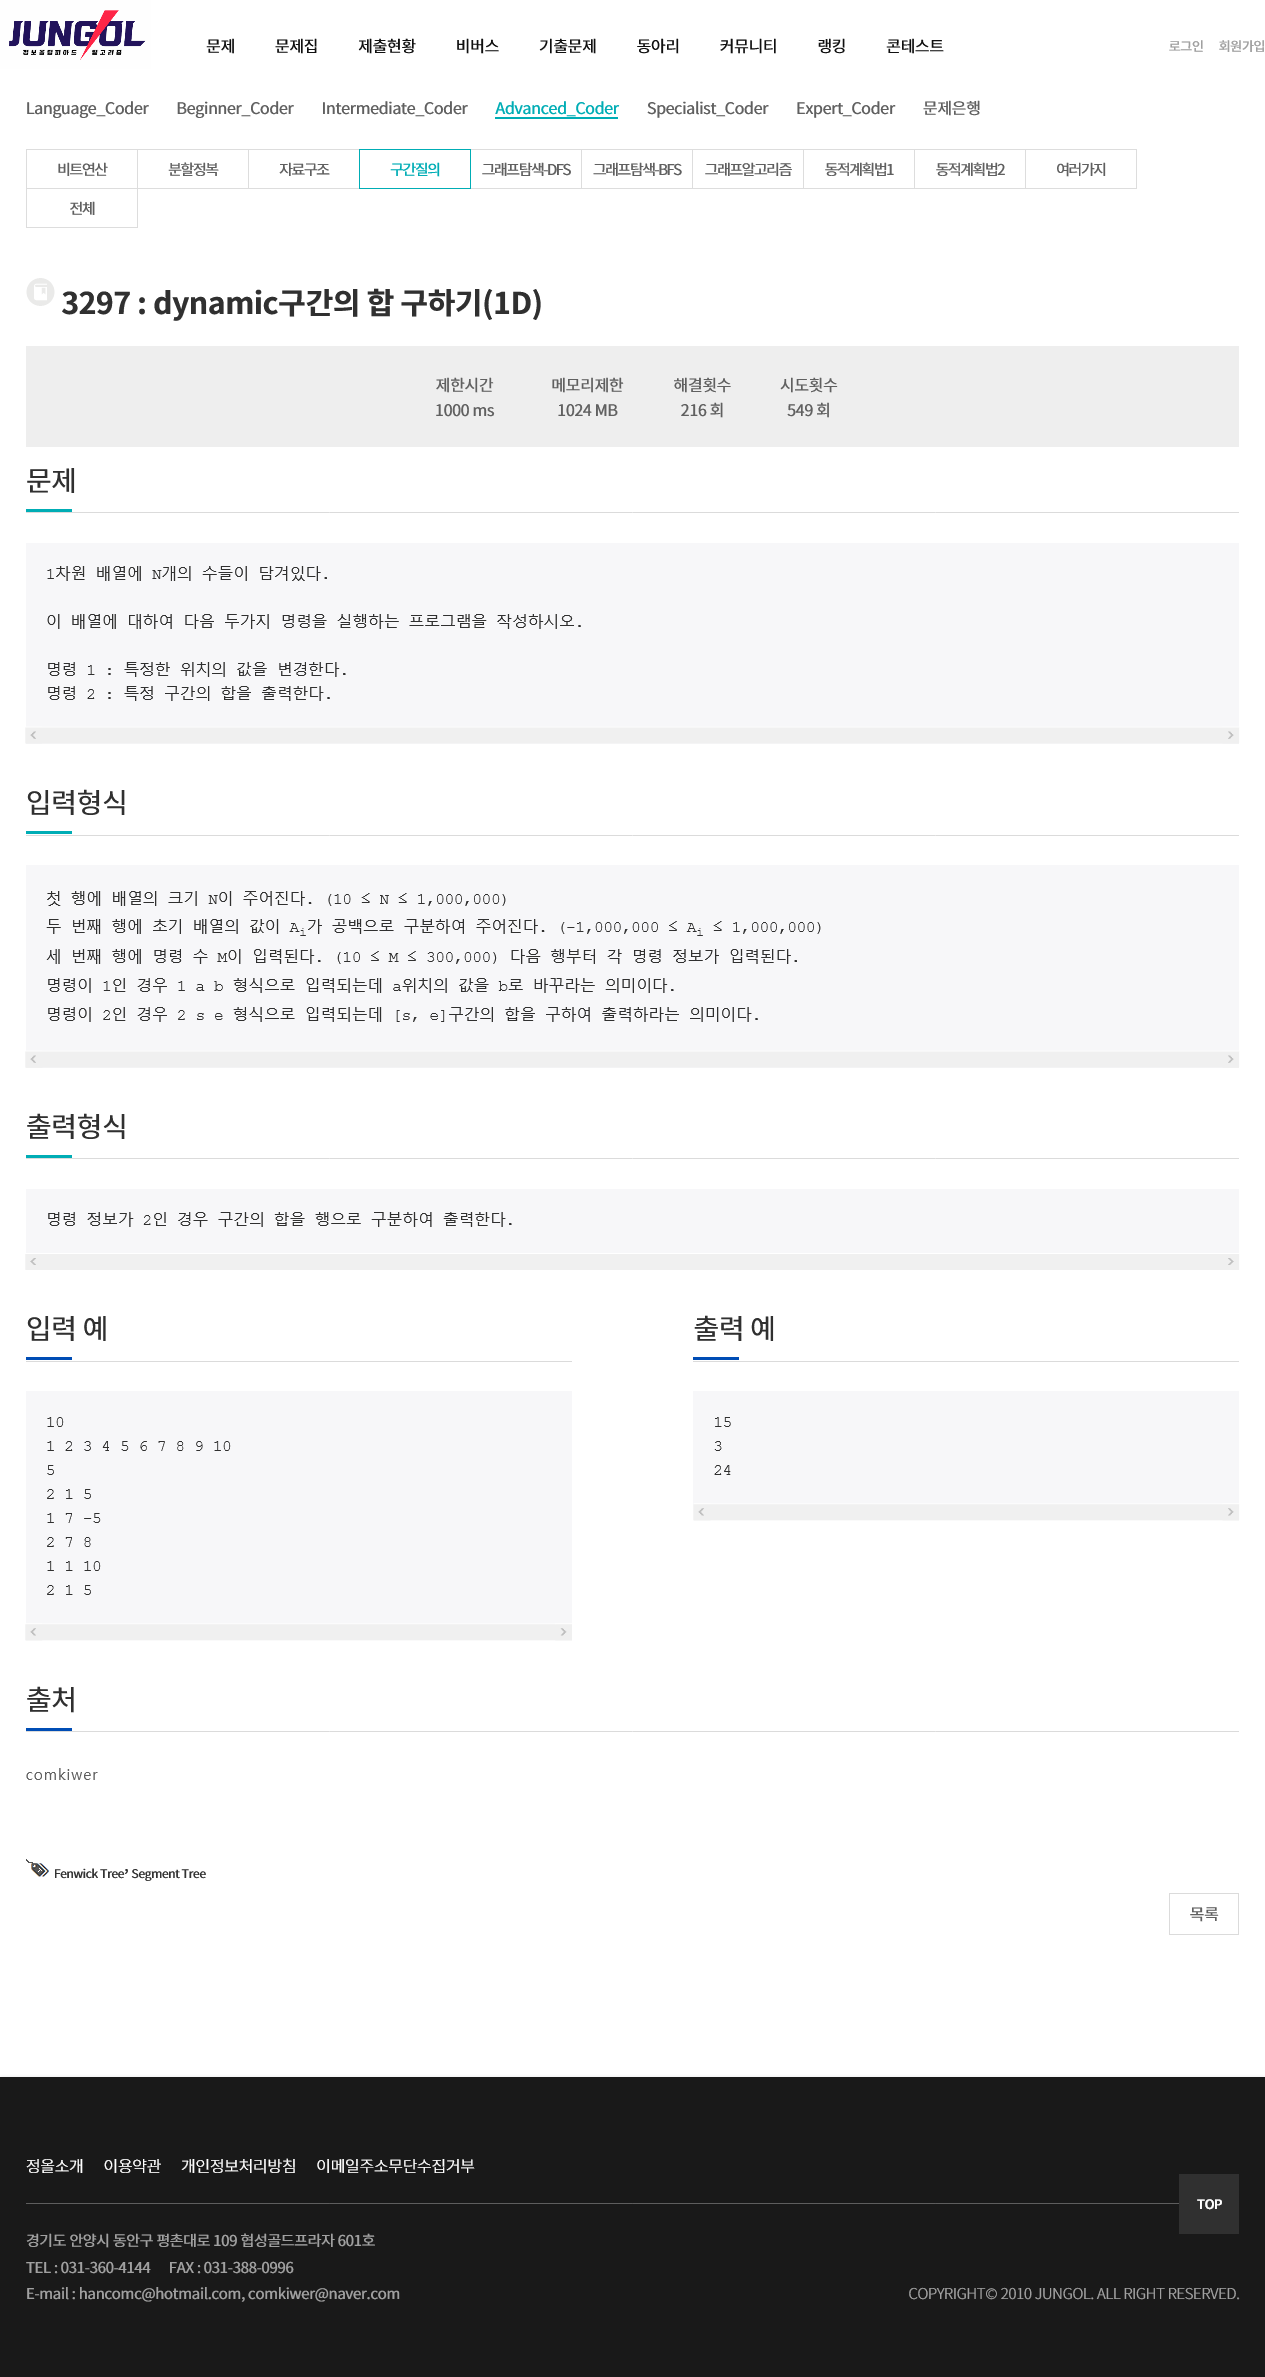 JUNGOL
정보올림피아드 알고리즘
문제 문제집 제출현황 비버스 기출문제 동아리 커뮤니티 랭킹 콘테스트 로그인 회원가입
Language_Coder Beginner_Coder Intermediate_Coder Advanced_Coder Specialist_Coder Expert_Coder 문제은행
비트연산 분할정복 자료구조 구간질의 그래프탐색-DFS 그래프탐색-BFS 그래프알고리즘 동적계획법1 동적계획법2 여러가지
전체
3297 : dynamic구간의 합 구하기(1D)
제한시간 메모리제한 해결횟수 시도횟수
1000 ms 1024 MB 216 회 549 회
문제
1차원 배열에 N개의 수들이 담겨있다.
이 배열에 대하여 다음 두가지 명령을 실행하는 프로그램을 작성하시오.
명령 1 : 특정한 위치의 값을 변경한다.
명령 2 : 특정 구간의 합을 출력한다.
입력형식
첫 행에 배열의 크기 N이 주어진다. (10 ≤ N ≤ 1,000,000)
두 번째 행에 초기 배열의 값이 Ai가 공백으로 구분하여 주어진다. (-1,000,000 ≤ Ai ≤ 1,000,000)
세 번째 행에 명령 수 M이 입력된다. (10 ≤ M ≤ 300,000) 다음 행부터 각 명령 정보가 입력된다.
명령이 1인 경우 1 a b 형식으로 입력되는데 a위치의 값을 b로 바꾸라는 의미이다.
명령이 2인 경우 2 s e 형식으로 입력되는데 [s, e]구간의 합을 구하여 출력하라는 의미이다.
출력형식
명령 정보가 2인 경우 구간의 합을 행으로 구분하여 출력한다.
입력 예
10
1 2 3 4 5 6 7 8 9 10
5
2 1 5
1 7 -5
2 7 8
1 1 10
2 1 5
출력 예
15
3
24
출처
comkiwer
Fenwick Tree, Segment Tree
목록
정올소개 이용약관 개인정보처리방침 이메일주소무단수집거부
TOP
경기도 안양시 동안구 평촌대로 109 협성골드프라자 601호
TEL : 031-360-4144 FAX : 031-388-0996
E-mail : hancomc@hotmail.com, comkiwer@naver.com
COPYRIGHT© 2010 JUNGOL. ALL RIGHT RESERVED.